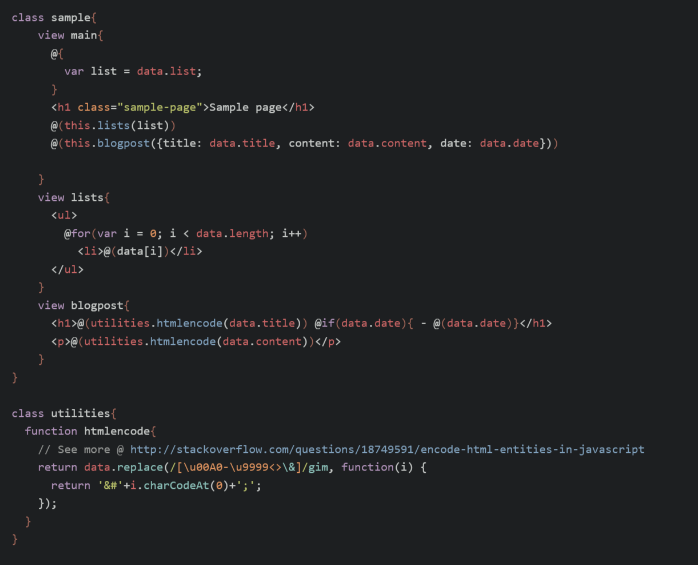 class sample{
    view main{
      @{
        var list = data.list;
      }
      <h1 class="sample-page">Sample page</h1>
      @(this.lists(list))
      @(this.blogpost({title: data.title, content: data.content, date: data.date}))

    }
    view lists{
      <ul>
        @for(var i = 0; i < data.length; i++)
          <li>@(data[i])</li>
      </ul>
    }
    view blogpost{
      <h1>@(utilities.htmlencode(data.title)) @if(data.date){ - @(data.date)}</h1>
      <p>@(utilities.htmlencode(data.content))</p>
    }
}

class utilities{
  function htmlencode{
    // See more @ http://stackoverflow.com/questions/18749591/encode-html-entities-in-javascript
    return data.replace(/[\u00A0-\u9999<>\&]/gim, function(i) {
      return '&#'+i.charCodeAt(0)+';';
    });
  }
}